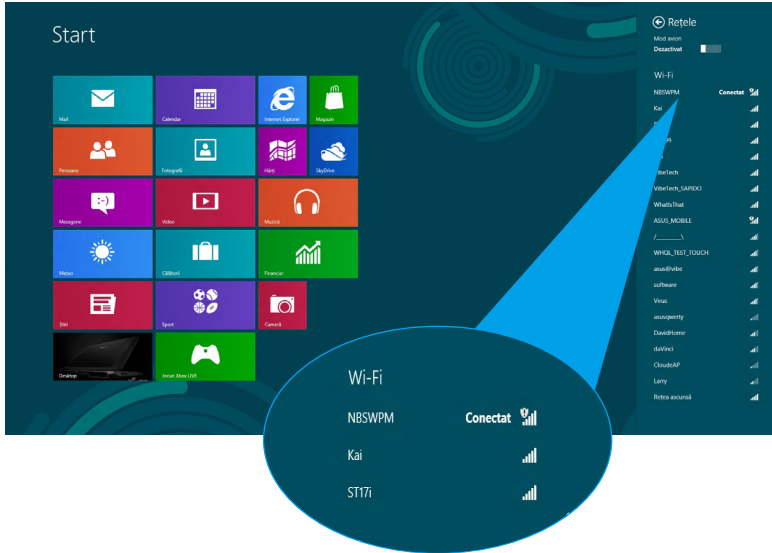 Start
Mail
Calendar
Internet Explorer
Magazin
Persoane
Fotografii
Hărți
SkyDrive
Mesagerie
Video
Muzică
Meteo
Călătorii
Financiar
Știri
Sport
Cameră
Desktop
Jocuri Xbox LIVE
Rețele
Mod avion
Dezactivat
Wi-Fi
NBSWPM Conectat
Kai
VibeTech
VibeTech_SAPIDO
WhatIsThat
ASUS_MOBILE
/_______\
WHQL_TEST_TOUCH
asus@vibe
software
Virus
asusqwerty
DavidHome
daVinci
CloudeAP
Larry
Rețea ascunsă
Wi-Fi
NBSWPM Conectat
Kai
ST17i